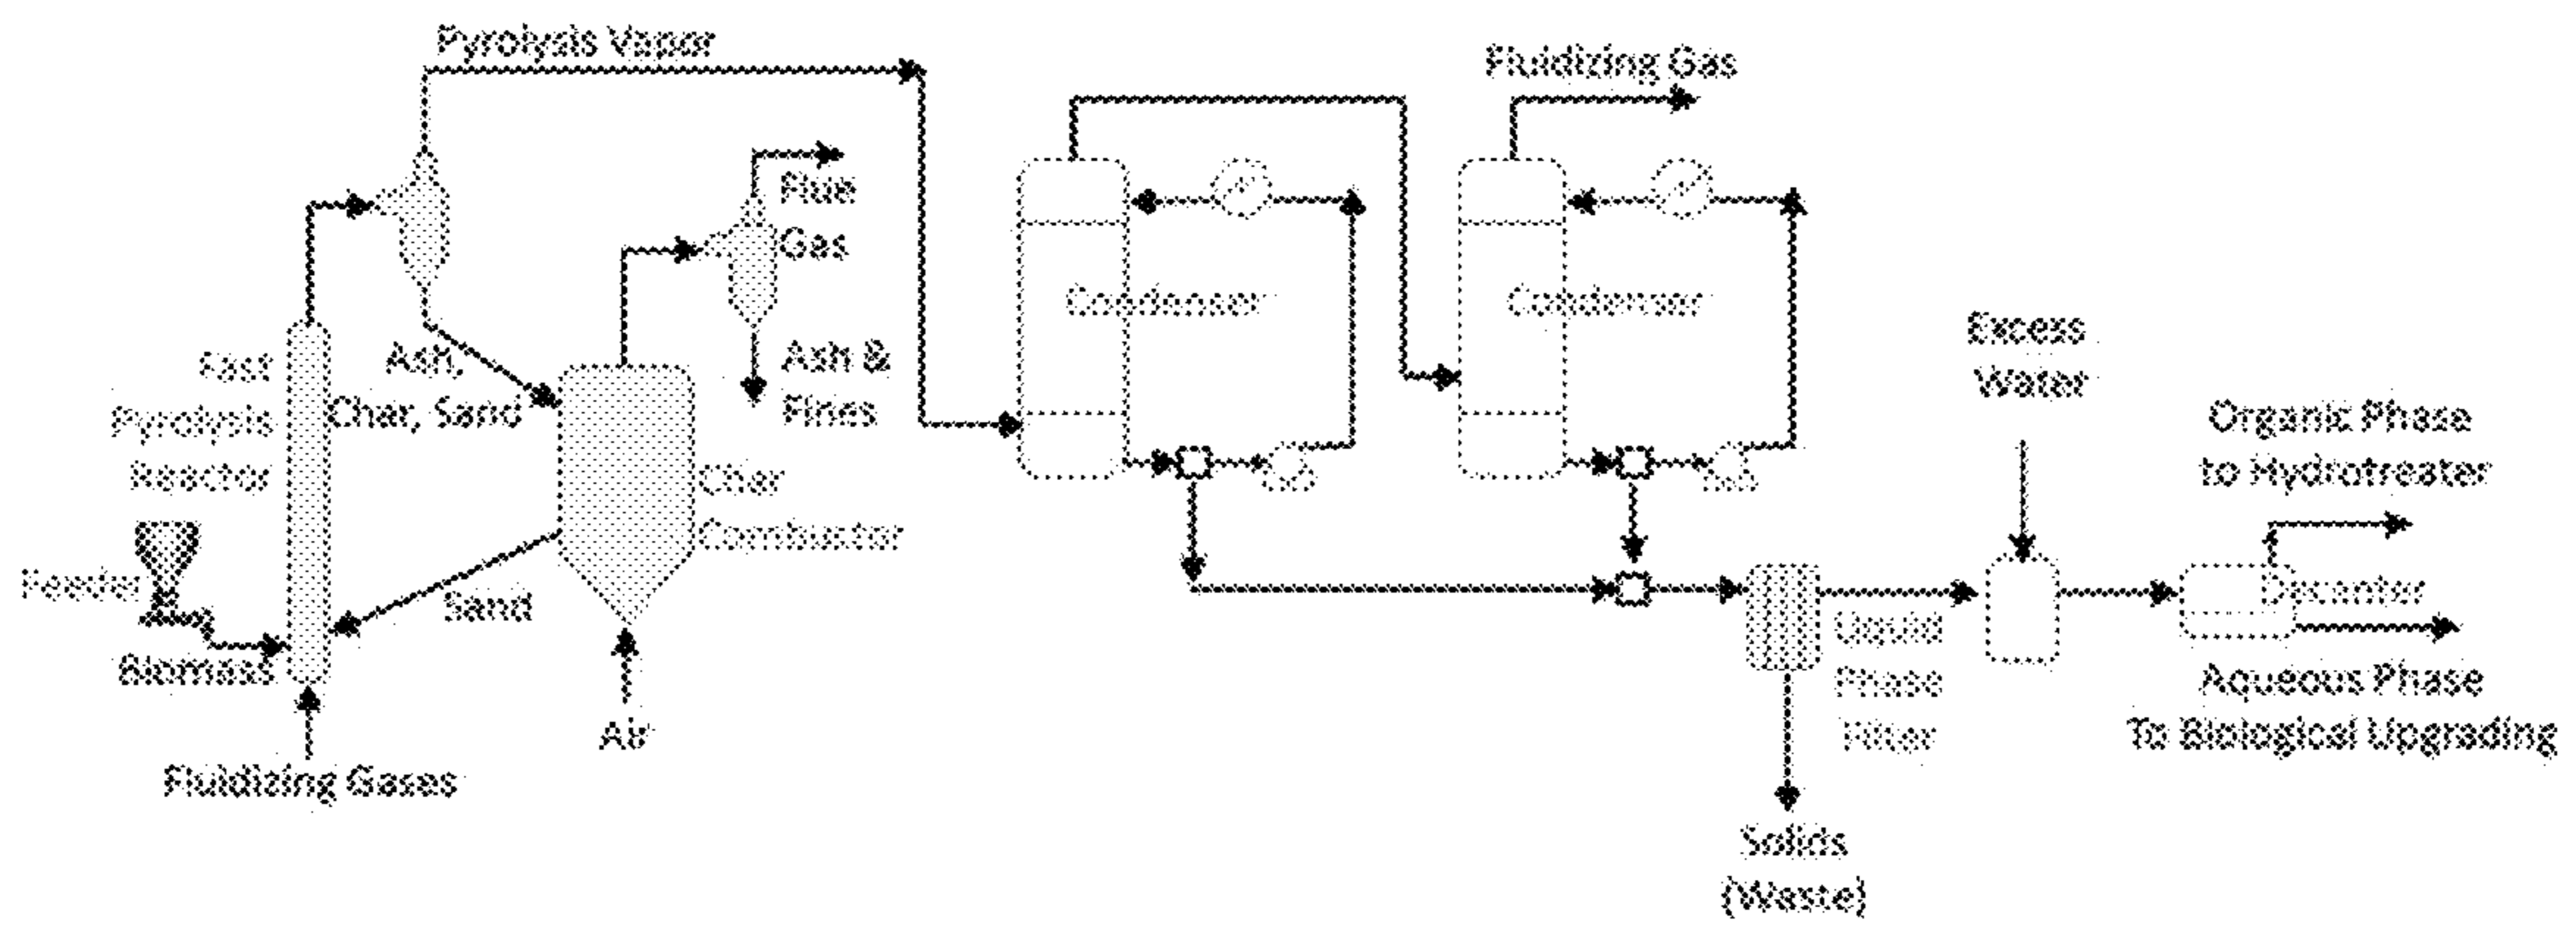 Pyrolysis Vapor
Fluidizing Gas
Flue
Gas
Condenser
Condenser
Excess
Water
Fast
Pyrolysis
Reactor
Ash,
Char, Sand
Ash &
Fines
Organic Phase
to Hydrotreater
Char
Combustor
Feeder
Sand
Decanter
Liquid
Phase
Filter
Biomass
Aqueous Phase
To Biological Upgrading
Air
Fluidizing Gases
Solids
(Waste)